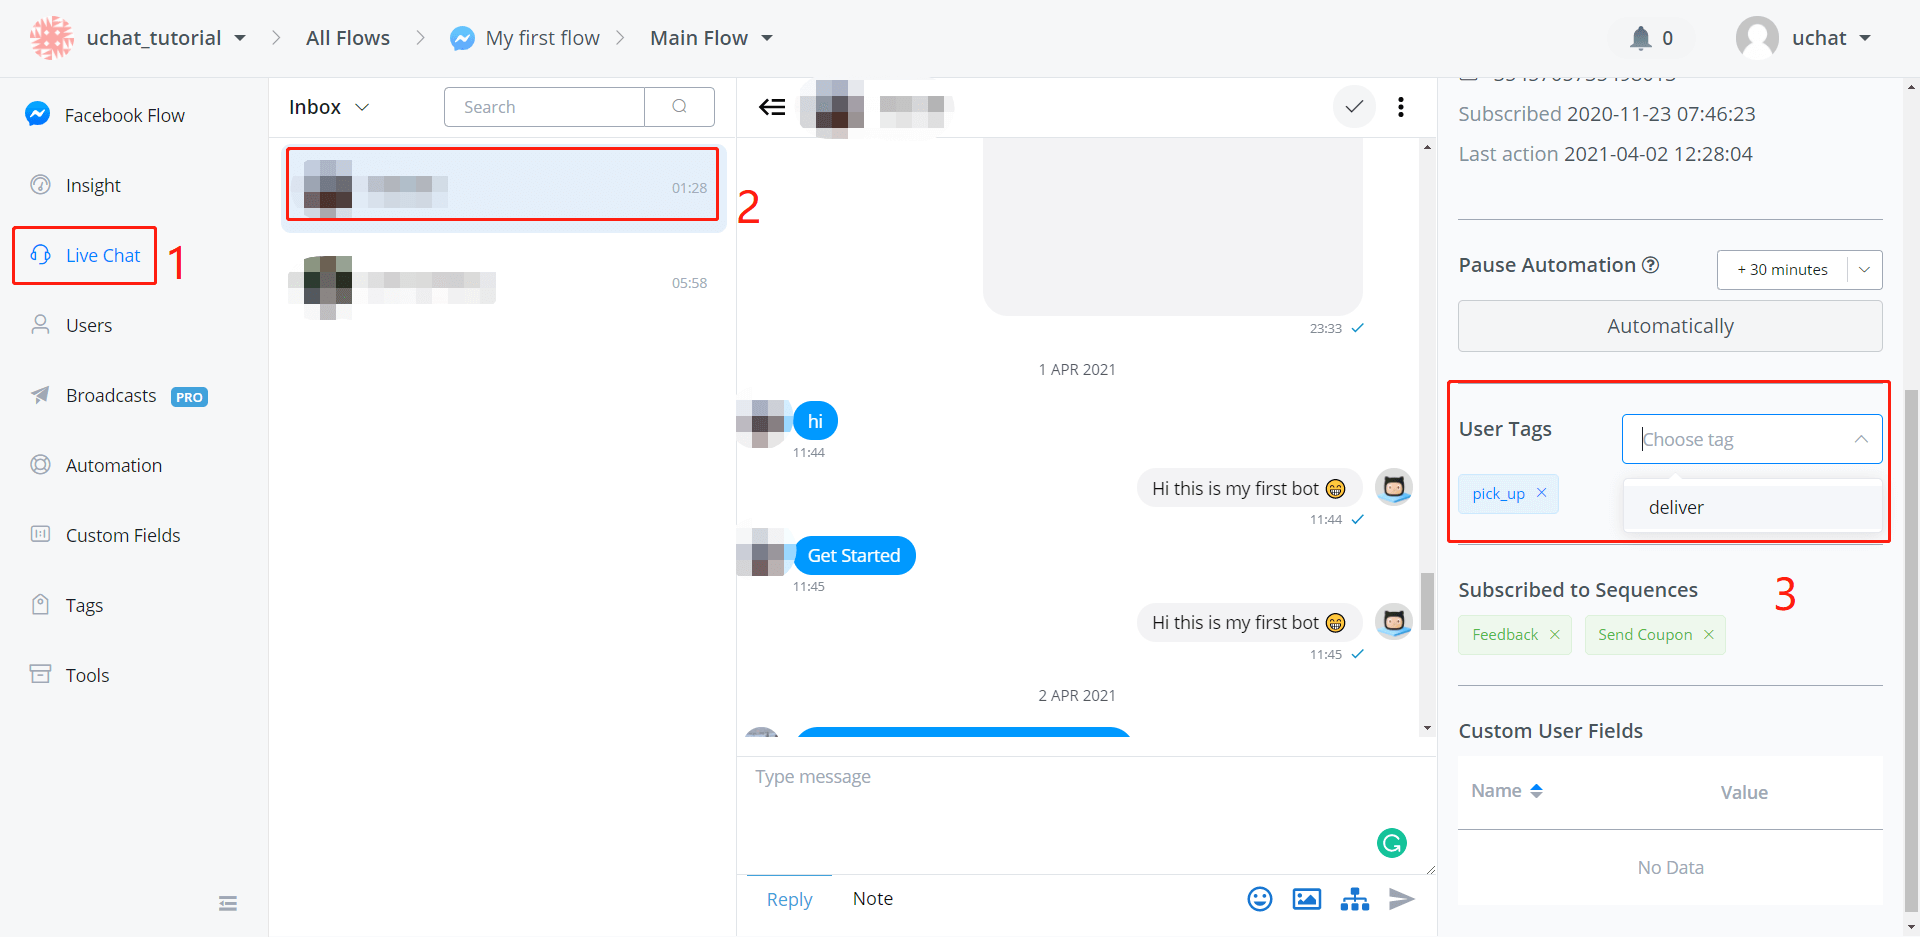 uchat_tutorial > All Flows > My first flow > Main Flow
0
uchat
Facebook Flow
Insight
Live Chat
1
Users
Broadcasts PRO
Automation
Custom Fields
Tags
Tools
Inbox
Search
01:28
2
05:58
23:33
1 APR 2021
hi
11:44
Hi this is my first bot 😁
11:44
Get Started
11:45
Hi this is my first bot 😁
11:45
2 APR 2021
Type message
Reply
Note
Subscribed 2020-11-23 07:46:23
Last action 2021-04-02 12:28:04
Pause Automation
+ 30 minutes
Automatically
User Tags
Choose tag
pick_up ×
deliver
3
Subscribed to Sequences
Feedback ×
Send Coupon ×
Custom User Fields
Name
Value
No Data